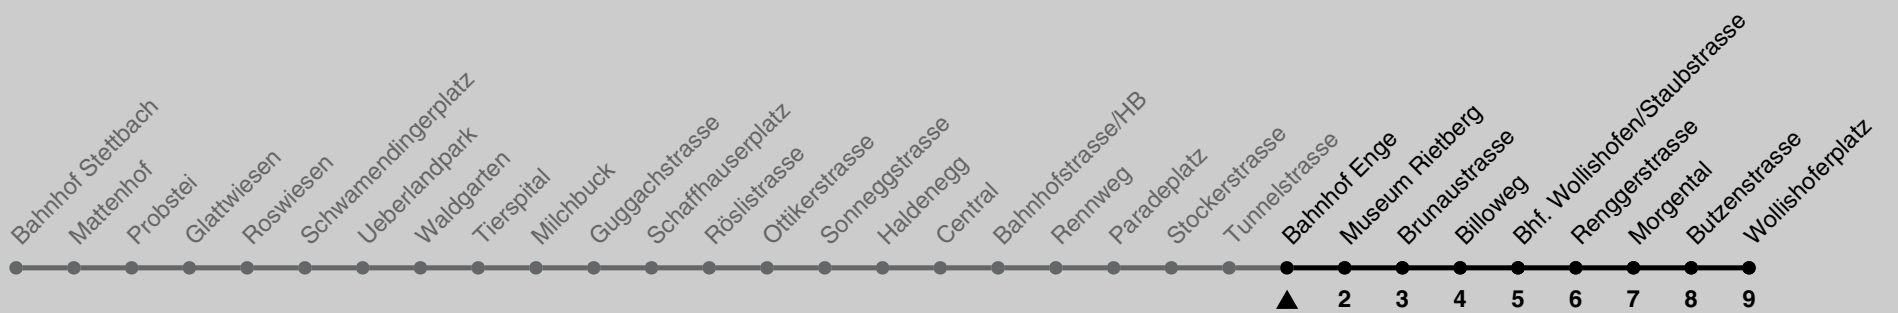 Bahnhof Stettbach
Mattenhof
Probstei
Glattwiesen
Roswiesen
Schwamendingerplatz
Ueberlandpark
Waldgarten
Tierspital
Milchbuck
Guggachstrasse
Schaffhauserplatz
Röslistrasse
Ottikerstrasse
Sonneggstrasse
Haldenegg
Central
Bahnhofstrasse/HB
Rennweg
Paradeplatz
Stockerstrasse
Tunnelstrasse
Bahnhof Enge
Museum Rietberg
Brunaustrasse
Billoweg
Bhf. Wollishofen/Staubstrasse
Renggerstrasse
Morgental
Butzenstrasse
Wollishoferplatz
2 3 4 5 6 7 8 9